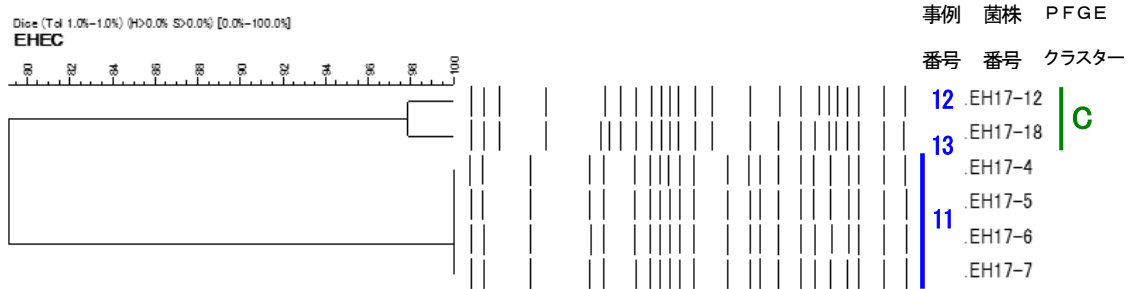 Dice (Tol 1.0%-1.0%) (H>0.0% S>0.0%) [0.0%-100.0%]
EHEC
80 82 84 86 88 90 92 94 96 98 100
事例 菌株 ＰＦＧＥ
番号 番号 クラスター
12 .EH17-12
C
13 .EH17-18
.EH17-4
.EH17-5
11
.EH17-6
.EH17-7